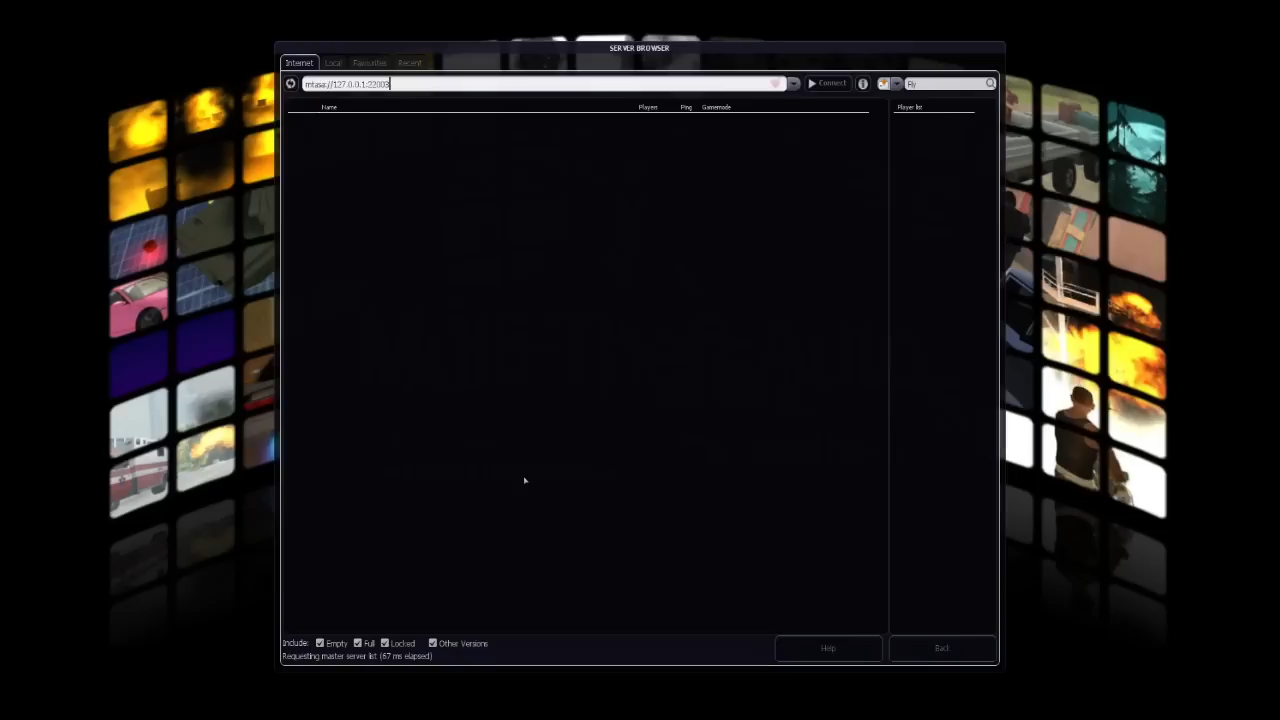 SERVER BROWSER
Internet Local Favourites Recent
mtasa://127.0.0.1:22003 Connect Fly
Name Players Ping Gamemode Player list
Include: Empty Full Locked Other Versions
Requesting master server list (67 ms elapsed)
Help Back